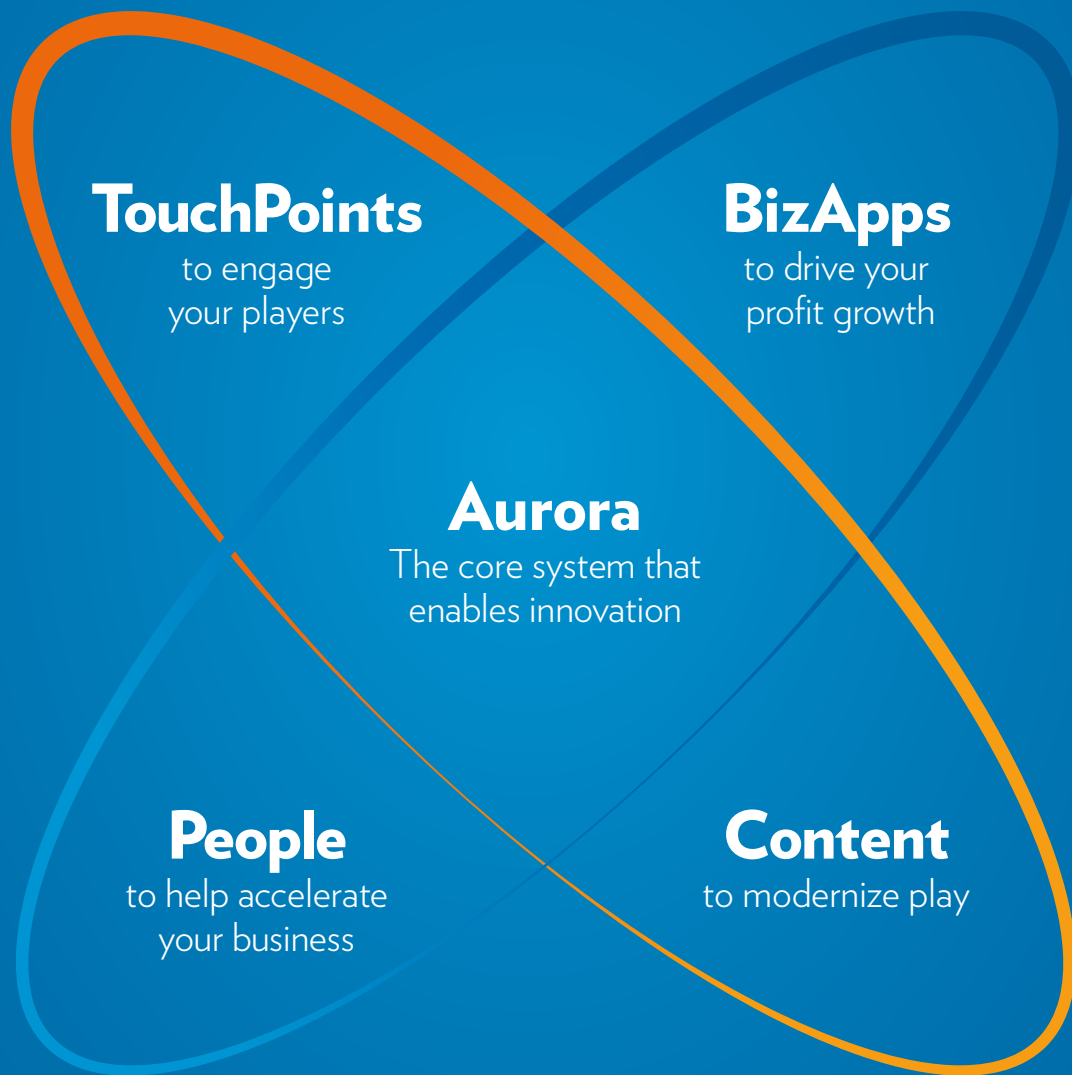 TouchPoints
to engage
your players
BizApps
to drive your
profit growth
Aurora
The core system that
enables innovation
People
to help accelerate
your business
Content
to modernize play